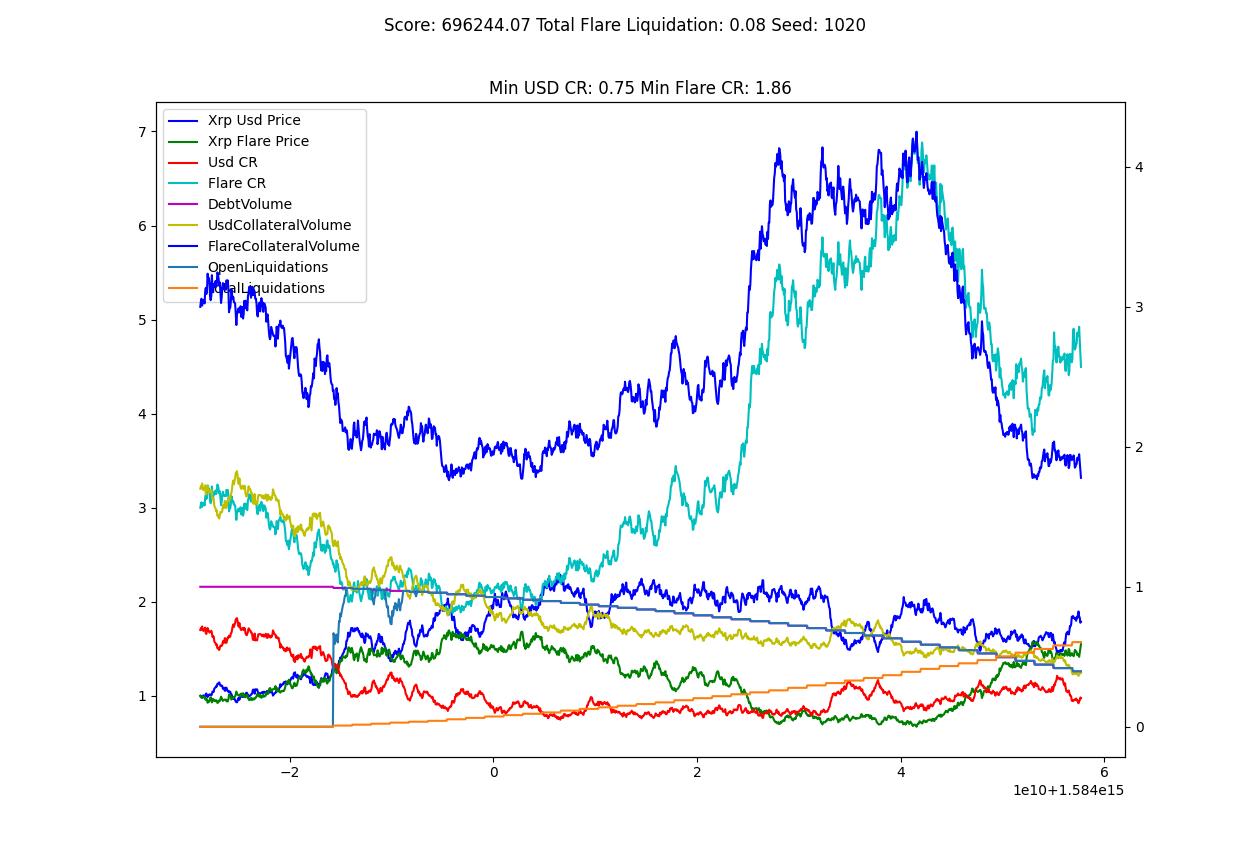 Score: 696244.07 Total Flare Liquidation: 0.08 Seed: 1020
Min USD CR: 0.75 Min Flare CR: 1.86
Xrp Usd Price
Xrp Flare Price
Usd CR
Flare CR
DebtVolume
UsdCollateralVolume
FlareCollateralVolume
OpenLiquidations
TotalLiquidations
7
6
5
4
3
2
1
4
3
2
1
0
−2
0
2
4
6
1e10+1.584e15